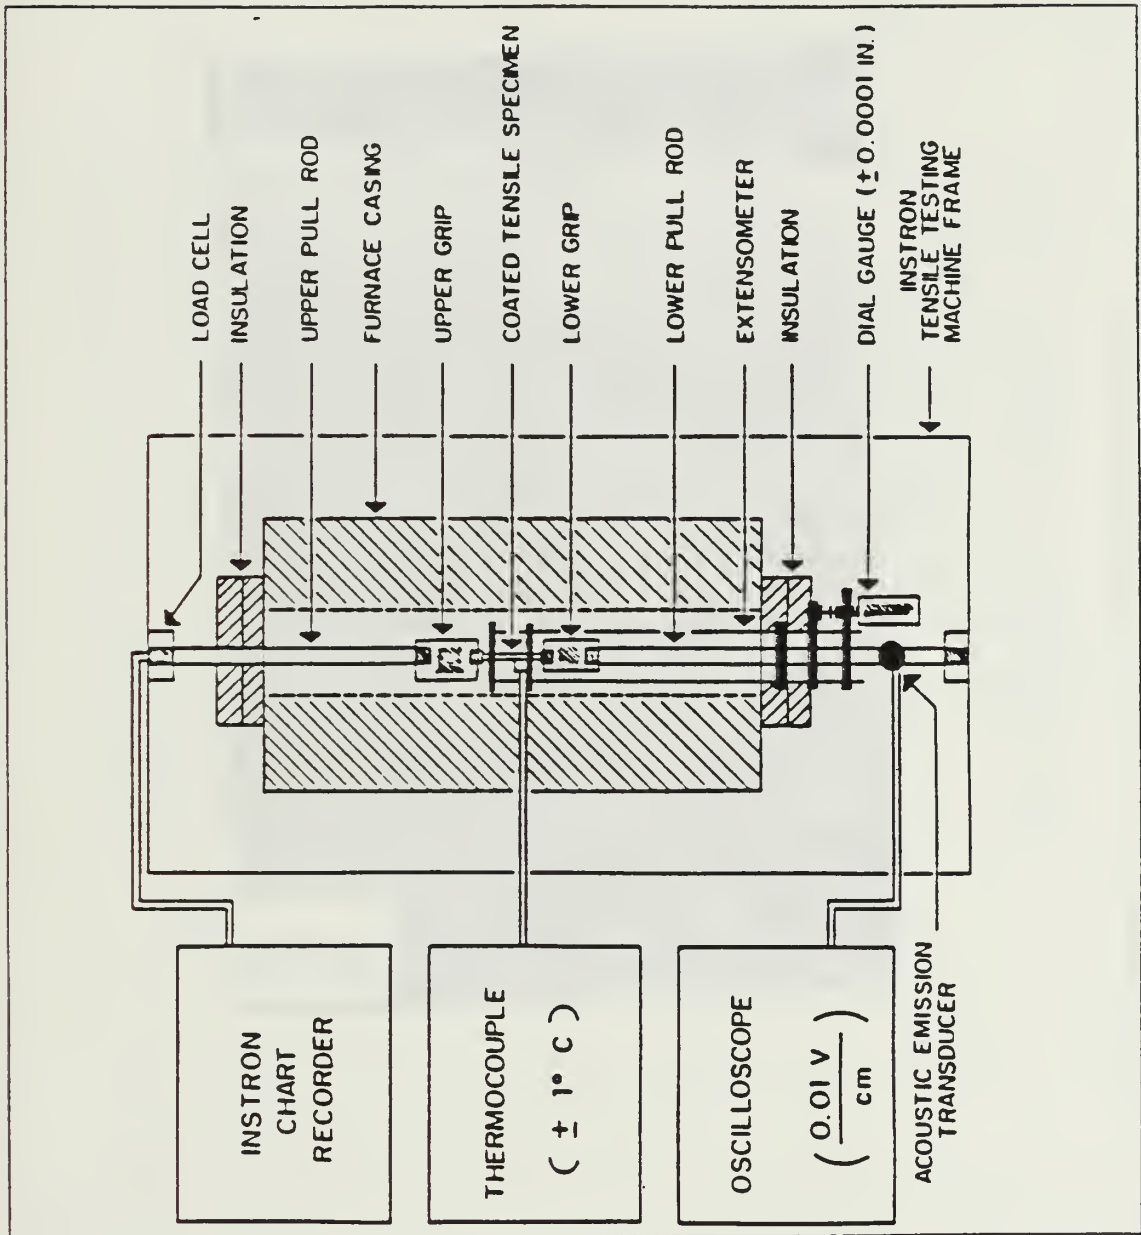 LOAD CELL
INSULATION
UPPER PULL ROD
FURNACE CASING
UPPER GRIP
COATED TENSILE SPECIMEN
LOWER GRIP
LOWER PULL ROD
EXTENSOMETER
INSULATION
DIAL GAUGE (±0.0001 IN.)
INSTRON
TENSILE TESTING
MACHINE FRAME
INSTRON
CHART
RECORDER
THERMOCOUPLE
( ± 1° C )
OSCILLOSCOPE
( 0.01 V
cm )
ACOUSTIC EMISSION
TRANSDUCER